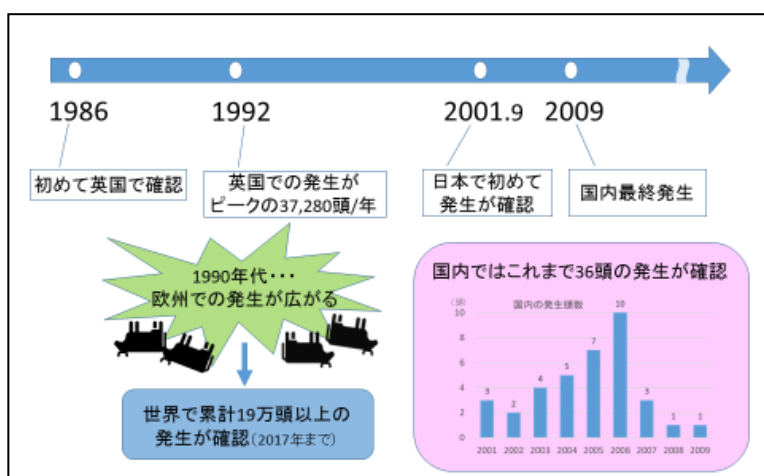 1986
1992
2001.9
2009
初めて英国で確認
英国での発生が
ピークの37,280頭/年
日本で初めて
発生が確認
国内最終発生
1990年代･･･
欧州での発生が広がる
世界で累計19万頭以上の
発生が確認(2017年まで)
国内ではこれまで36頭の発生が確認
(頭)
国内の発生頭数
10
8
6
4
2
0
3
2
4
5
7
10
3
1
1
2001 2002 2003 2004 2005 2006 2007 2008 2009